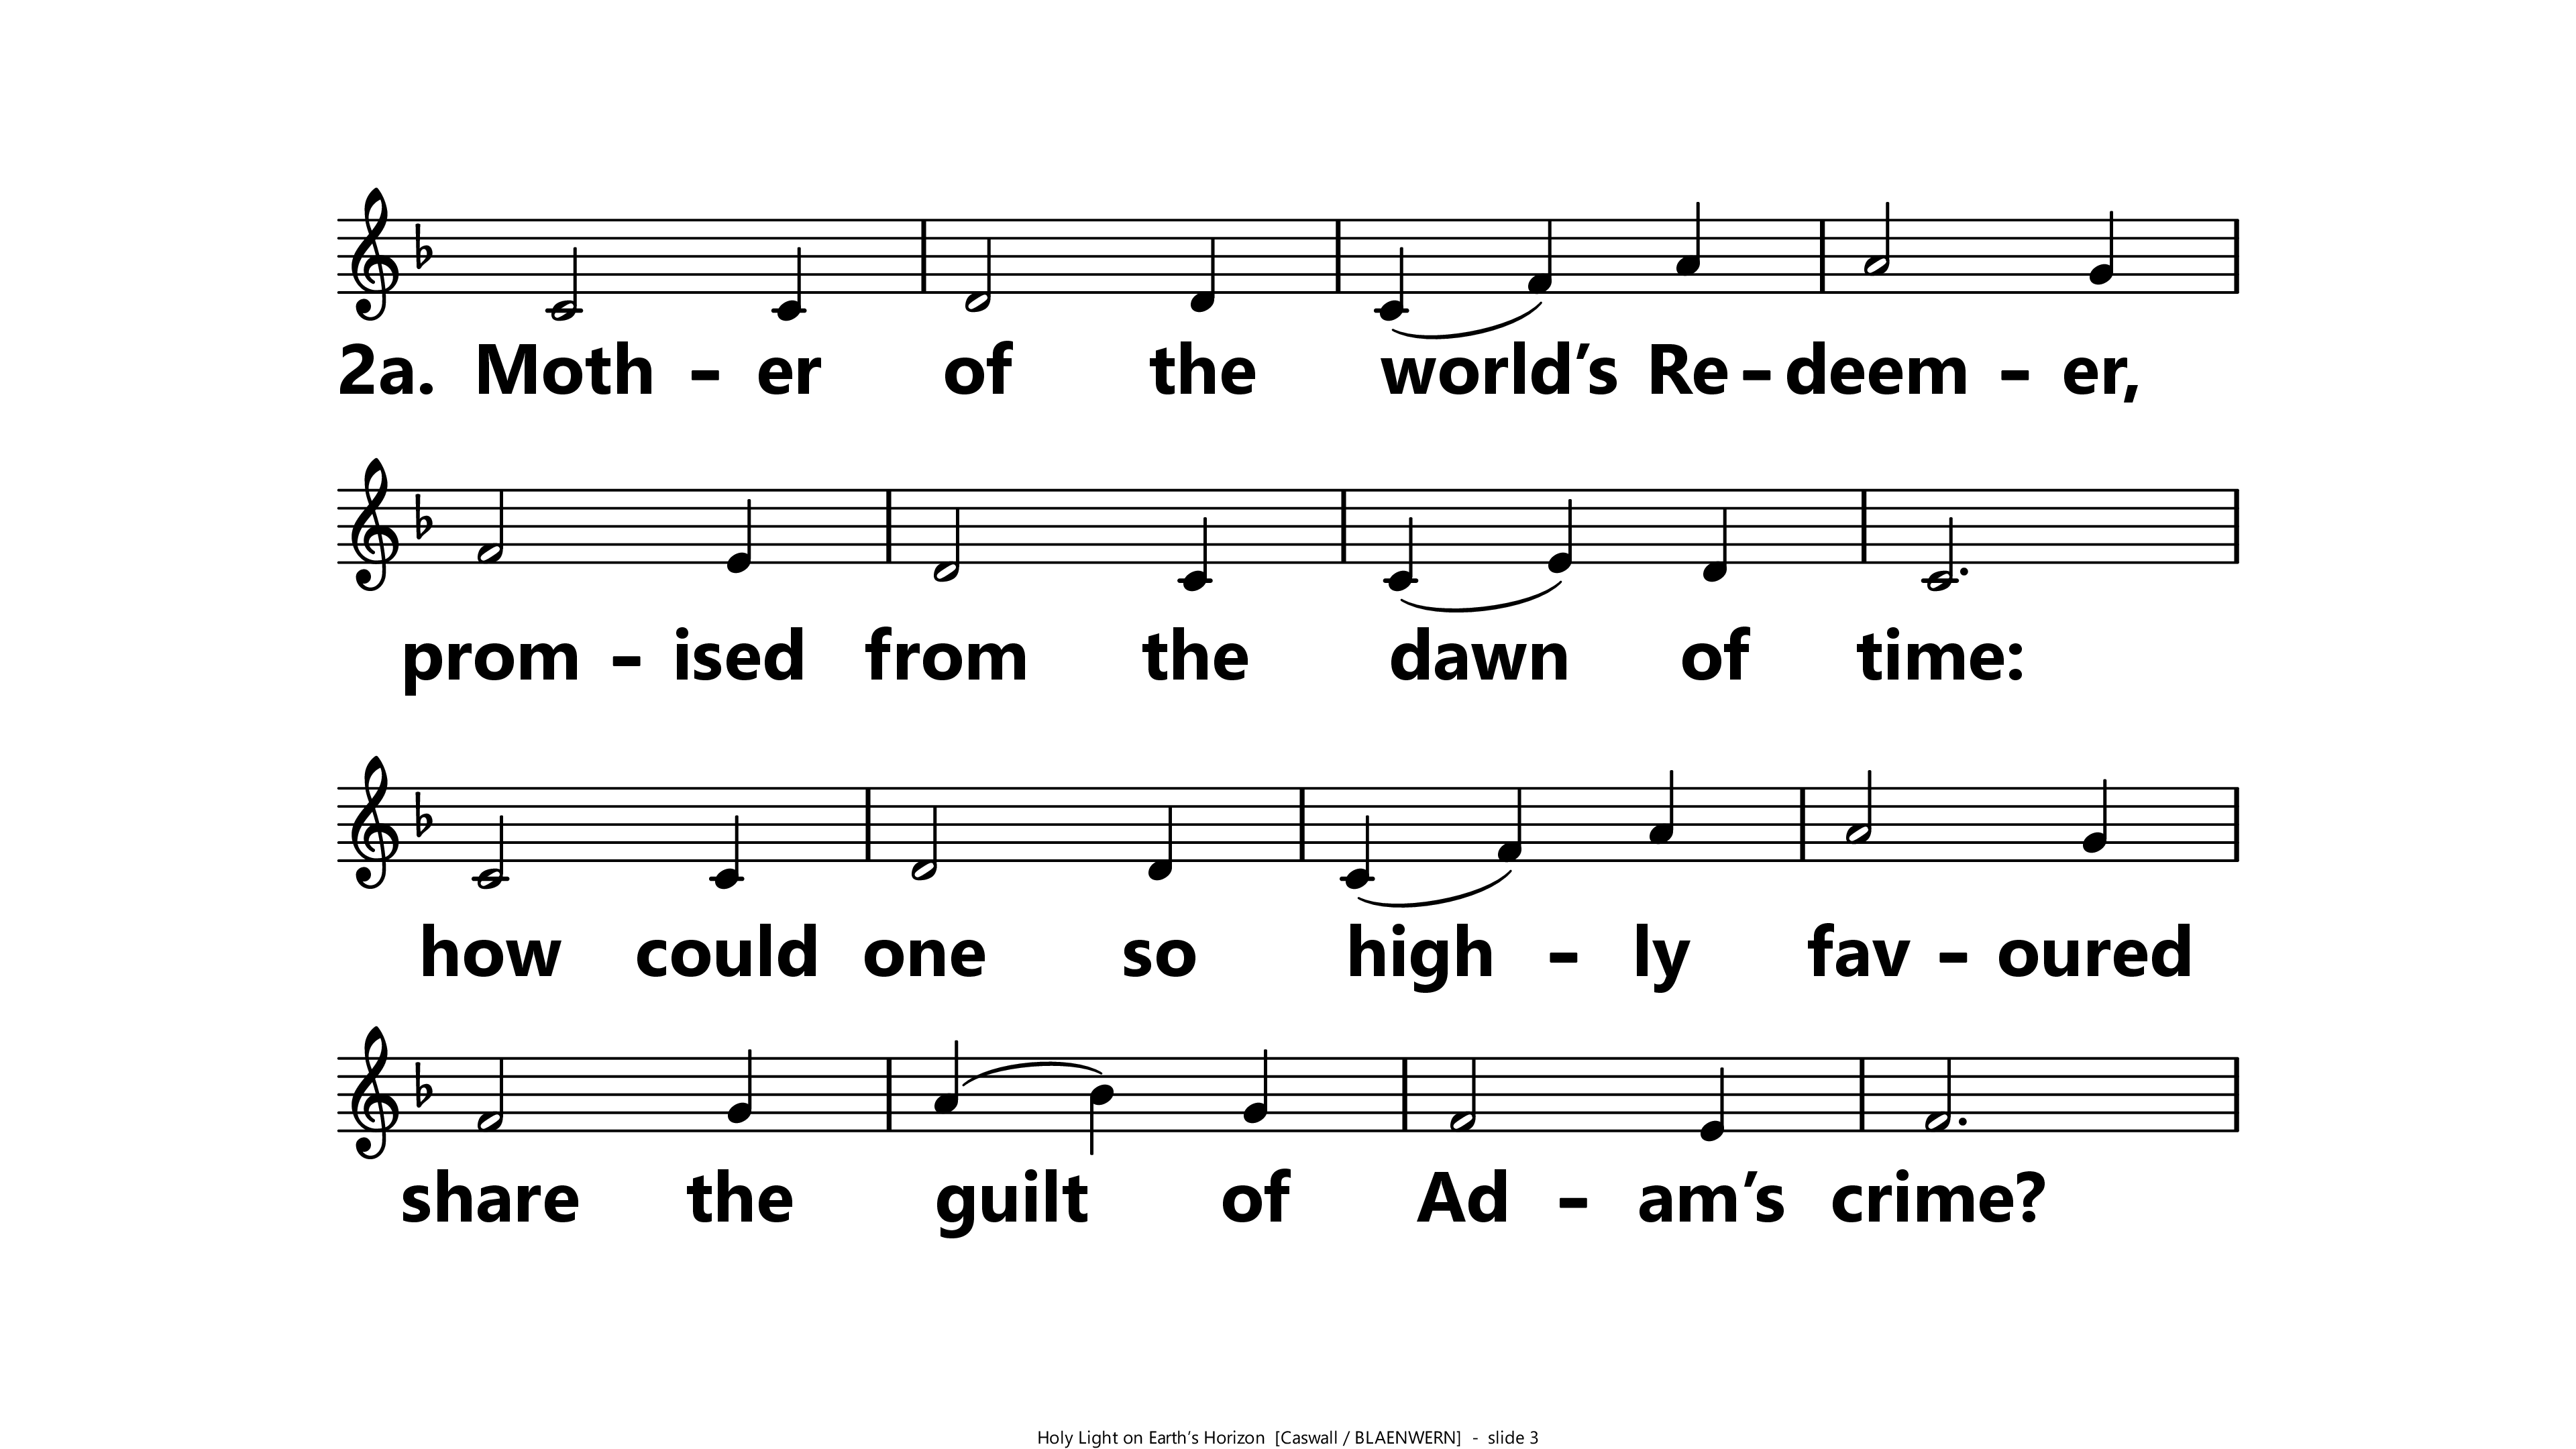 2a. Moth - er of the world’s Re - deem - er,
prom - ised from the dawn of time:
how could one so high - ly fav - oured
share the guilt of Ad - am’s crime?
Holy Light on Earth’s Horizon [Caswall / BLAENWERN] - slide 3